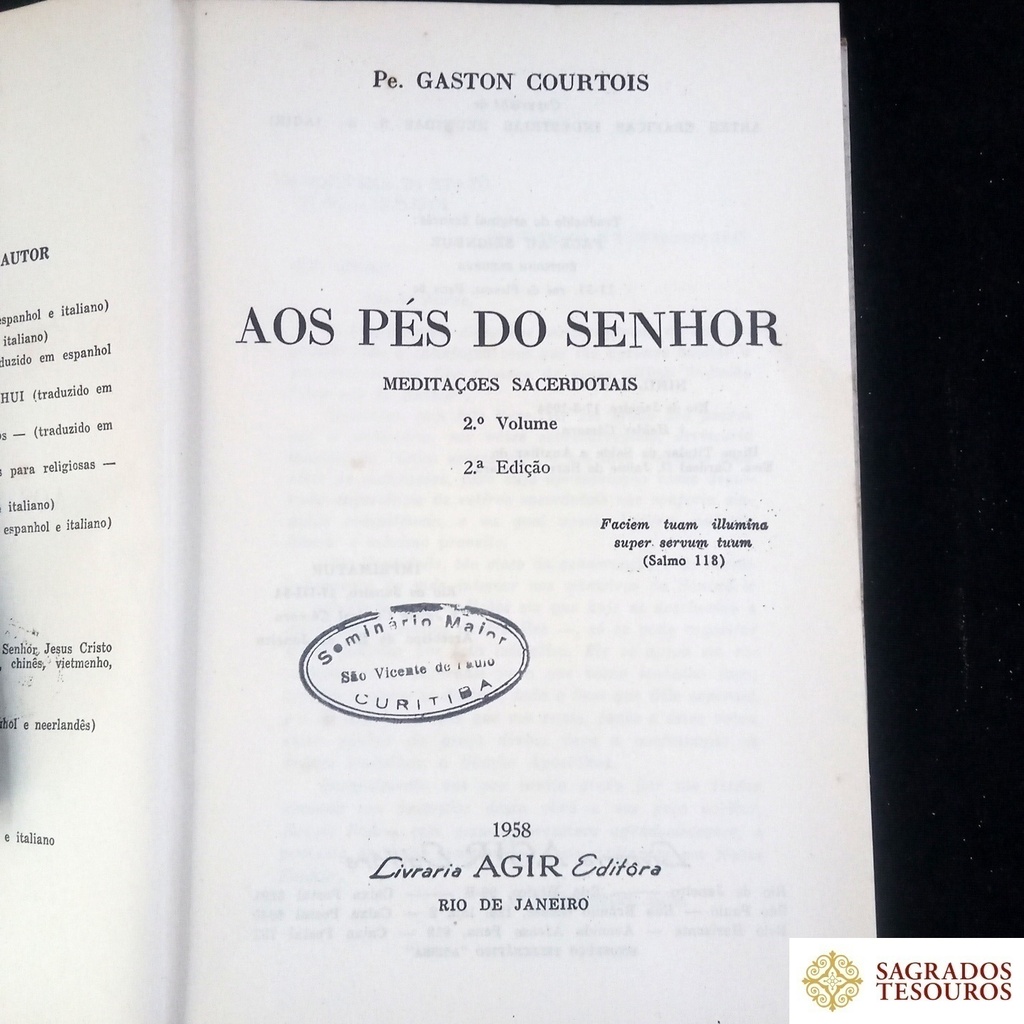 AUTOR
espanhol e italiano)
italiano)
duzido em espanhol
HUI (traduzido em
os — (traduzido em
s para religiosas —
italiano)
espanhol e italiano)
Senhor Jesus Cristo
chinês, vietmenho,
hol e neerlandês)
e italiano
Pe. GASTON COURTOIS
AOS PÉS DO SENHOR
MEDITAÇÕES SACERDOTAIS
2.º Volume
2.ª Edição
Faciem tuam illumina
super servum tuum
(Salmo 118)
Seminário Maior
São Vicente de Paulo
CURITIBA
1958
Livraria AGIR Editôra
RIO DE JANEIRO
SAGRADOS
TESOUROS